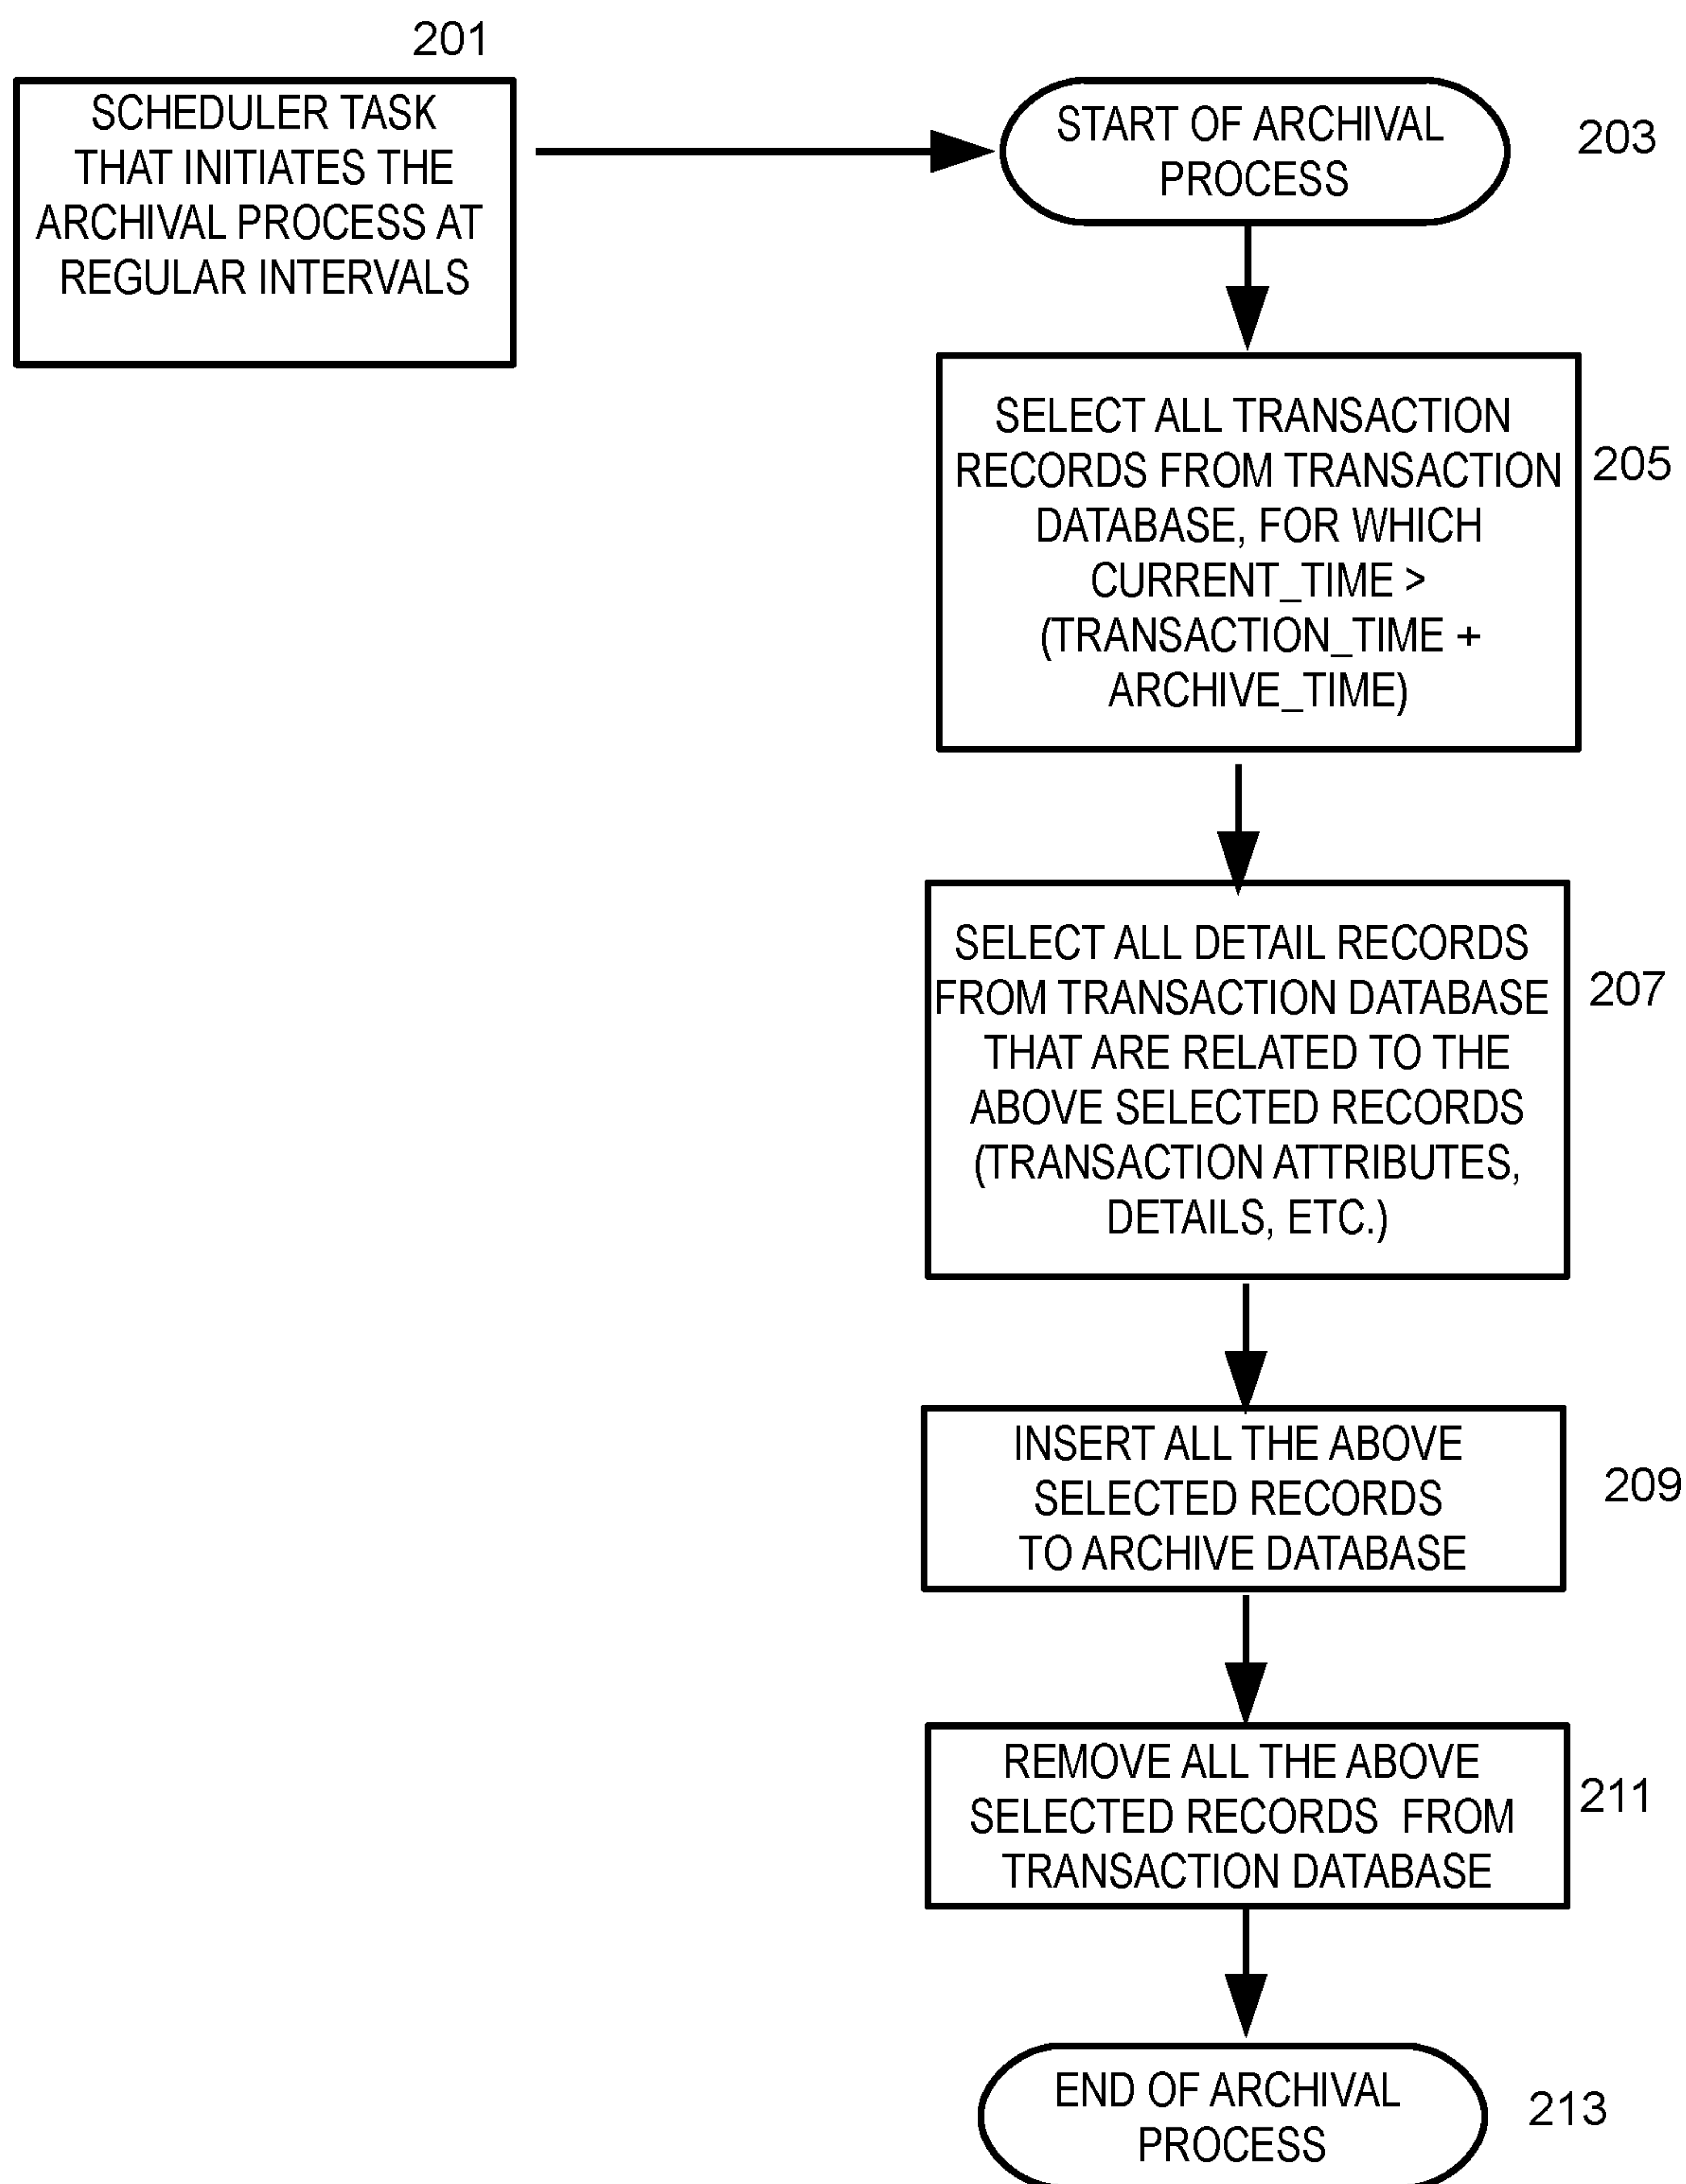 201
SCHEDULER TASK
THAT INITIATES THE
ARCHIVAL PROCESS AT
REGULAR INTERVALS
START OF ARCHIVAL
PROCESS
203
SELECT ALL TRANSACTION
RECORDS FROM TRANSACTION
DATABASE, FOR WHICH
CURRENT_TIME >
(TRANSACTION_TIME +
ARCHIVE_TIME)
205
SELECT ALL DETAIL RECORDS
FROM TRANSACTION DATABASE
THAT ARE RELATED TO THE
ABOVE SELECTED RECORDS
(TRANSACTION ATTRIBUTES,
DETAILS, ETC.)
207
INSERT ALL THE ABOVE
SELECTED RECORDS
TO ARCHIVE DATABASE
209
REMOVE ALL THE ABOVE
SELECTED RECORDS FROM
TRANSACTION DATABASE
211
END OF ARCHIVAL
PROCESS
213